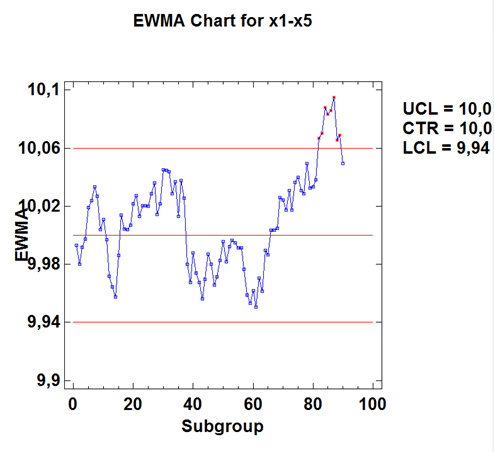 EWMA Chart for x1-x5
UCL = 10,0
CTR = 10,0
LCL = 9,94
10,1
10,06
10,02
9,98
9,94
9,9
EWMA
0 20 40 60 80 100
Subgroup